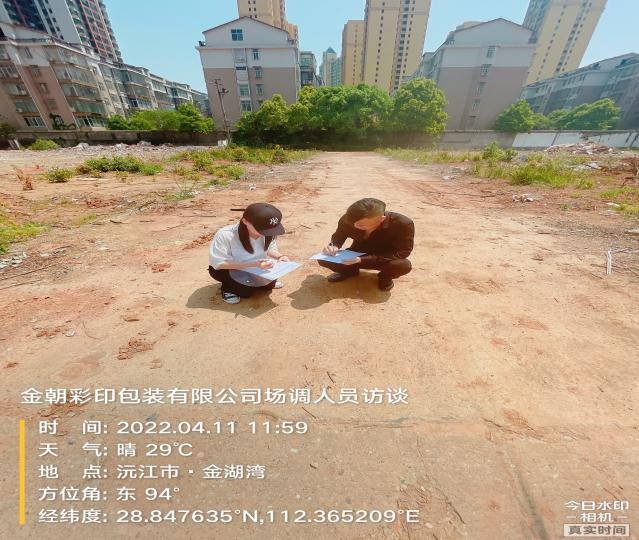 NY
金朝彩印包装有限公司场调人员访谈
时 间: 2022.04.11 11:59
天 气: 晴 29℃
地 点: 沅江市·金湖湾
方位角: 东 94°
经纬度: 28.847635°N,112.365209°E
今日水印
相机
真实时间